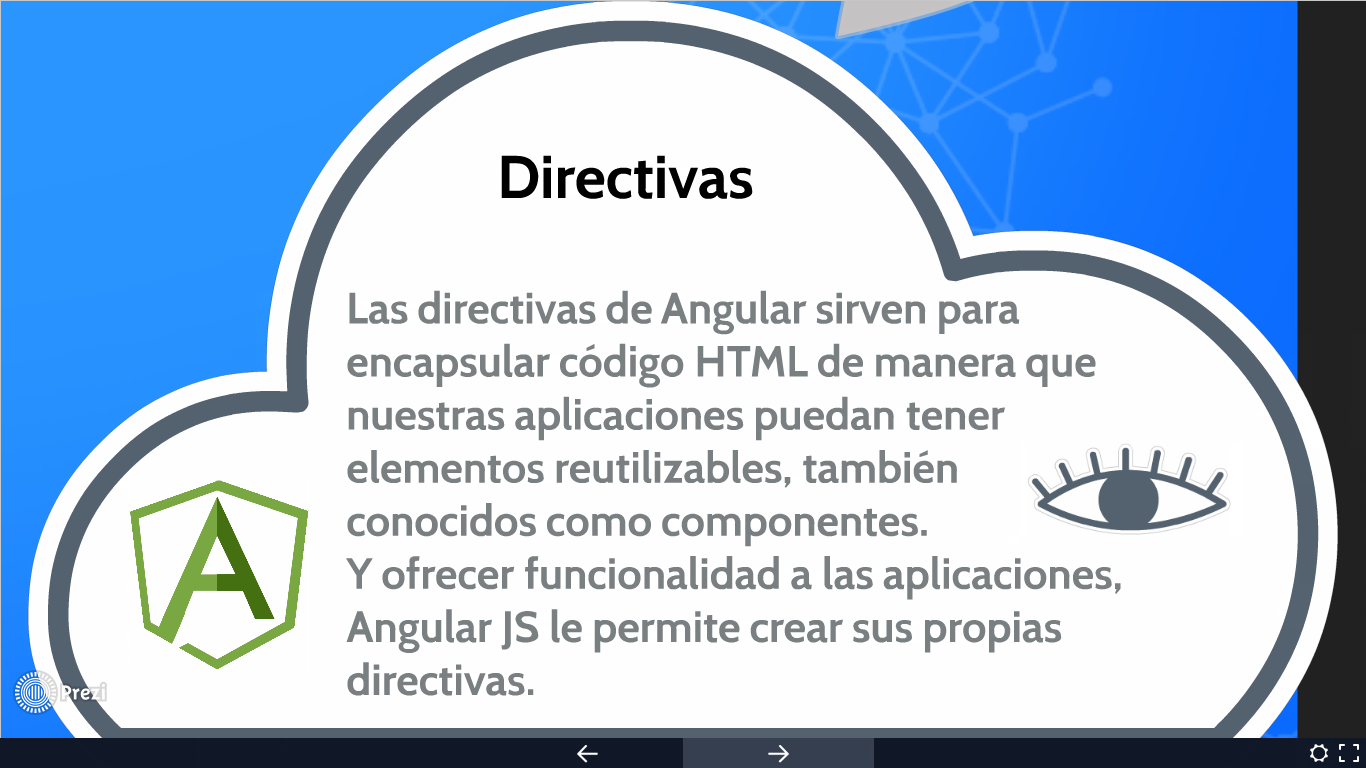 Directivas
Las directivas de Angular sirven para
encapsular código HTML de manera que
nuestras aplicaciones puedan tener
elementos reutilizables, también
conocidos como componentes.
Y ofrecer funcionalidad a las aplicaciones,
Angular JS le permite crear sus propias
directivas.
Prezi